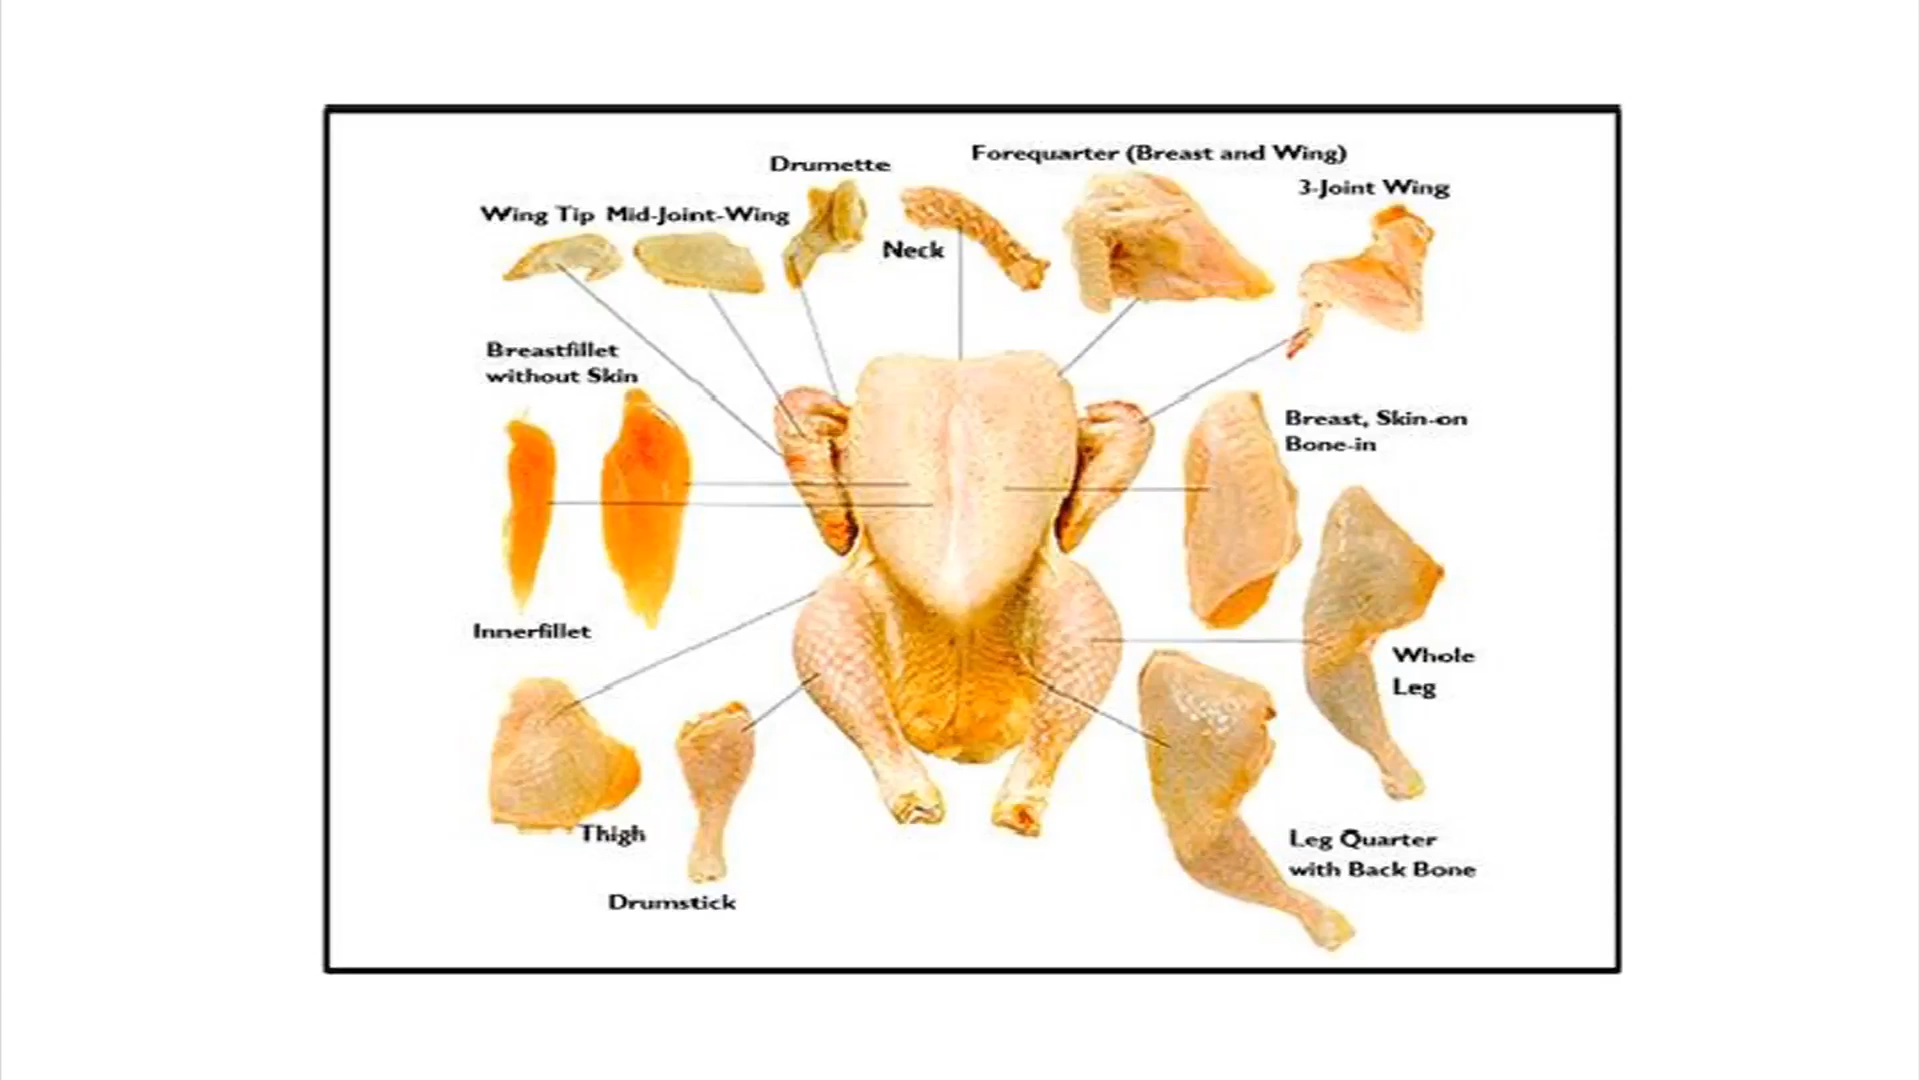 Forequarter (Breast and Wing)
Drumette
3-Joint Wing
Wing Tip Mid-Joint-Wing
Neck
Breastfillet
without Skin
Breast, Skin-on
Bone-in
Innerfillet
Whole
Leg
Thigh
Leg Quarter
with Back Bone
Drumstick